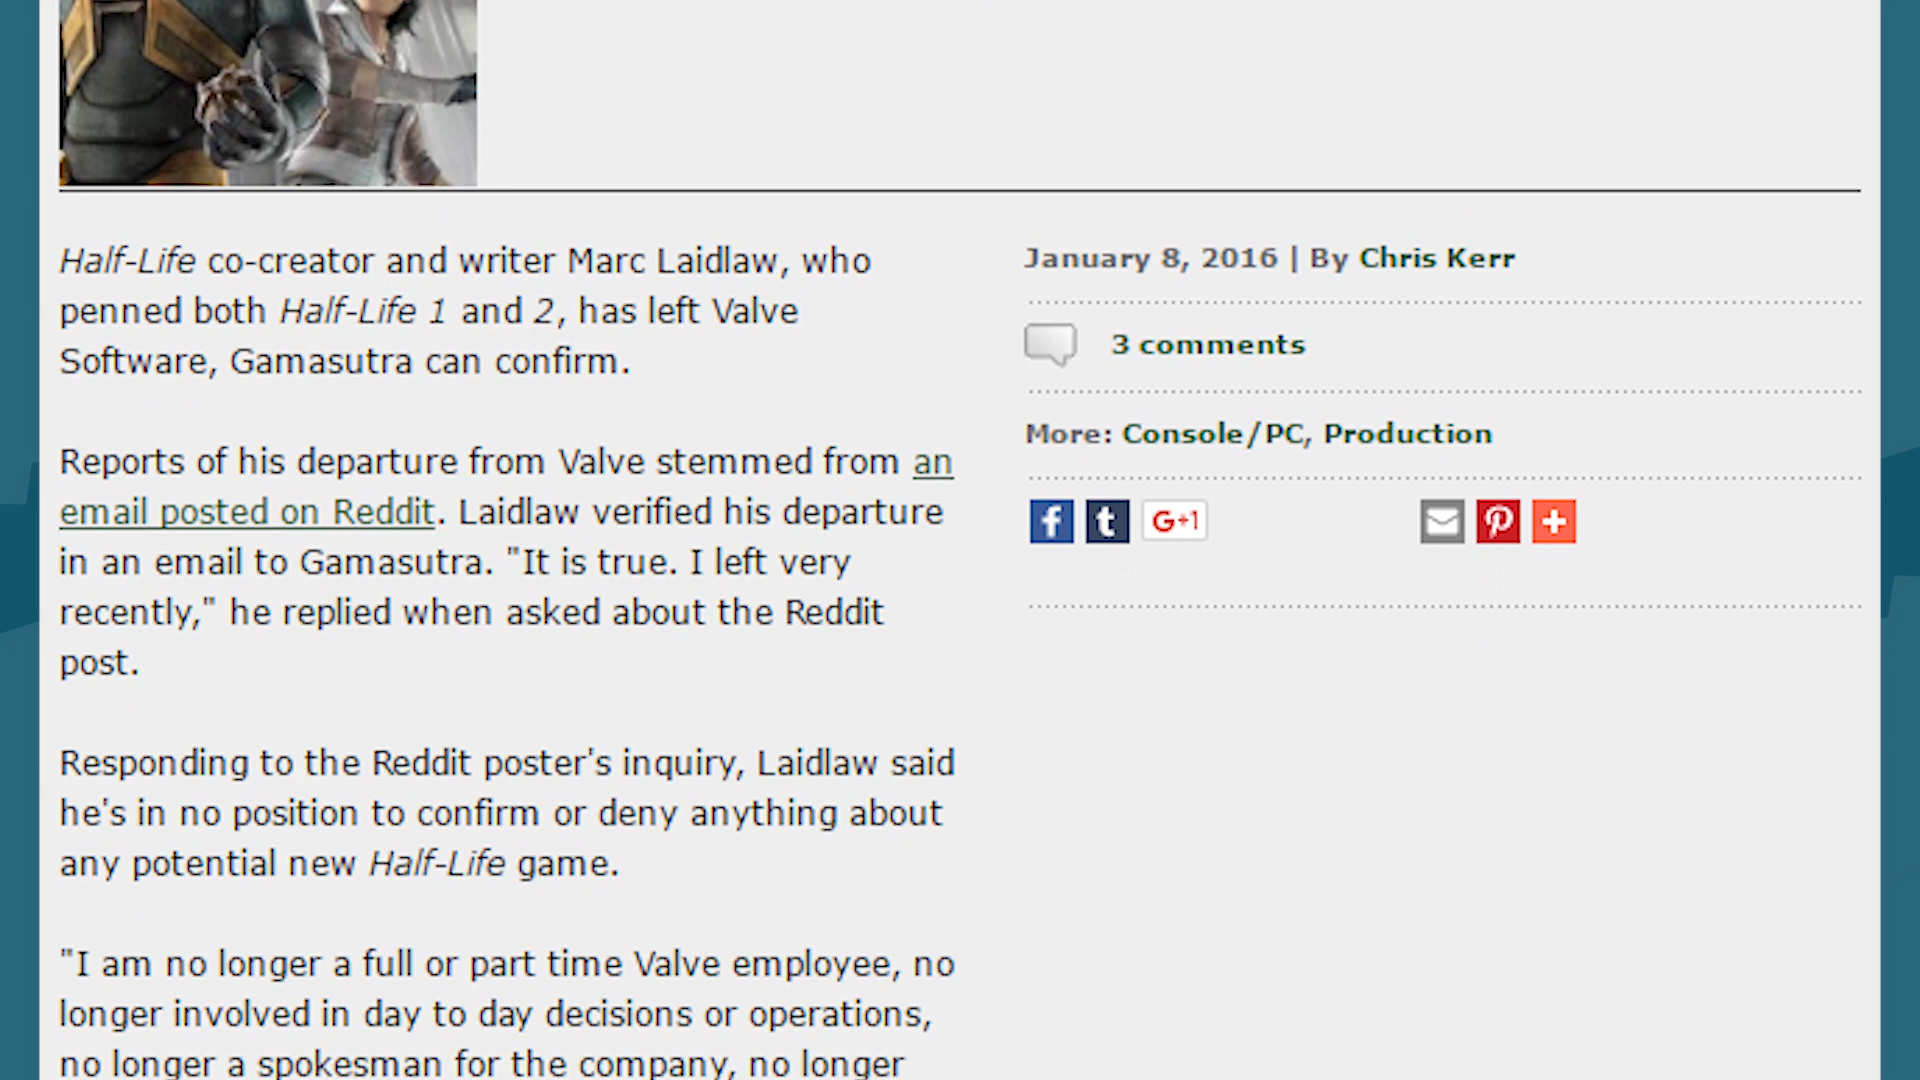 Half-Life co-creator and writer Marc Laidlaw, who
penned both Half-Life 1 and 2, has left Valve
Software, Gamasutra can confirm.
Reports of his departure from Valve stemmed from an
email posted on Reddit. Laidlaw verified his departure
in an email to Gamasutra. "It is true. I left very
recently," he replied when asked about the Reddit
post.
Responding to the Reddit poster's inquiry, Laidlaw said
he's in no position to confirm or deny anything about
any potential new Half-Life game.
"I am no longer a full or part time Valve employee, no
longer involved in day to day decisions or operations,
no longer a spokesman for the company, no longer
January 8, 2016 | By Chris Kerr
3 comments
More: Console/PC, Production
f t G+1